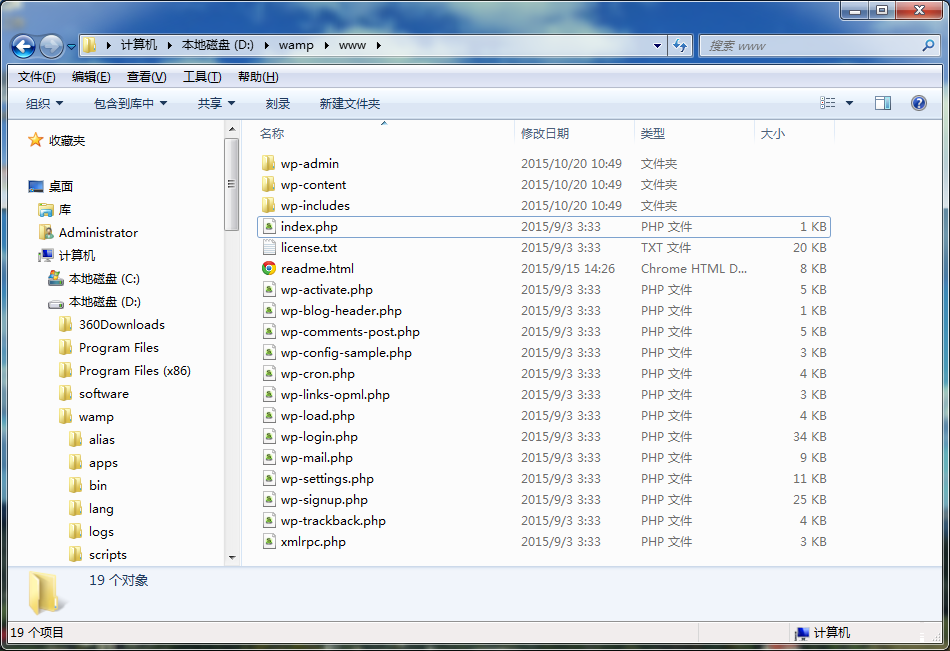 计算机 本地磁盘 (D:) wamp www 搜索 www
文件(F) 编辑(E) 查看(V) 工具(T) 帮助(H)
组织 包含到库中 共享 刻录 新建文件夹
收藏夹
桌面
库
Administrator
计算机
本地磁盘 (C:)
本地磁盘 (D:)
360Downloads
Program Files
Program Files (x86)
software
wamp
alias
apps
bin
lang
logs
scripts
名称 修改日期 类型 大小
wp-admin 2015/10/20 10:49 文件夹
wp-content 2015/10/20 10:49 文件夹
wp-includes 2015/10/20 10:49 文件夹
index.php 2015/9/3 3:33 PHP 文件 1 KB
license.txt 2015/9/3 3:33 TXT 文件 20 KB
readme.html 2015/9/15 14:26 Chrome HTML D... 8 KB
wp-activate.php 2015/9/3 3:33 PHP 文件 5 KB
wp-blog-header.php 2015/9/3 3:33 PHP 文件 1 KB
wp-comments-post.php 2015/9/3 3:33 PHP 文件 5 KB
wp-config-sample.php 2015/9/3 3:33 PHP 文件 3 KB
wp-cron.php 2015/9/3 3:33 PHP 文件 4 KB
wp-links-opml.php 2015/9/3 3:33 PHP 文件 3 KB
wp-load.php 2015/9/3 3:33 PHP 文件 4 KB
wp-login.php 2015/9/3 3:33 PHP 文件 34 KB
wp-mail.php 2015/9/3 3:33 PHP 文件 9 KB
wp-settings.php 2015/9/3 3:33 PHP 文件 11 KB
wp-signup.php 2015/9/3 3:33 PHP 文件 25 KB
wp-trackback.php 2015/9/3 3:33 PHP 文件 4 KB
xmlrpc.php 2015/9/3 3:33 PHP 文件 3 KB
19 个对象
19 个项目 计算机